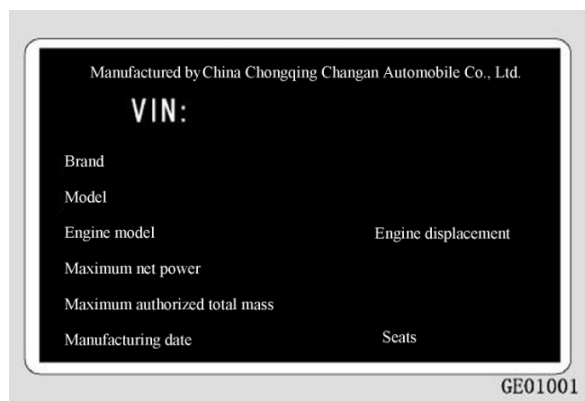 Manufactured by China Chongqing Changan Automobile Co., Ltd.
VIN:
Brand
Model
Engine model Engine displacement
Maximum net power
Maximum authorized total mass
Manufacturing date Seats
GE01001